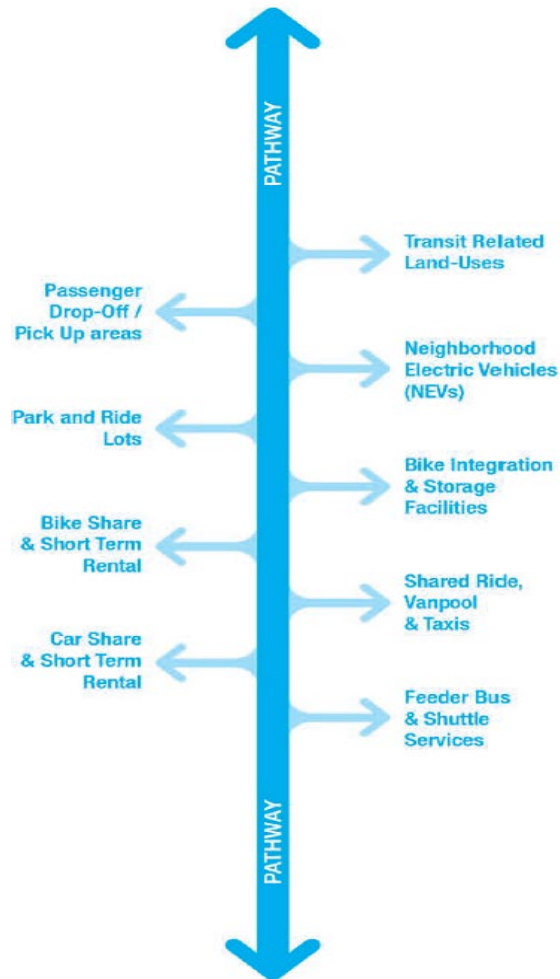 PATHWAY
Transit Related
Land-Uses
Passenger
Drop-Off /
Pick Up areas
Neighborhood
Electric Vehicles
(NEVs)
Park and Ride
Lots
Bike Integration
& Storage
Facilities
Bike Share
& Short Term
Rental
Shared Ride,
Vanpool
& Taxis
Car Share
& Short Term
Rental
Feeder Bus
& Shuttle
Services
PATHWAY